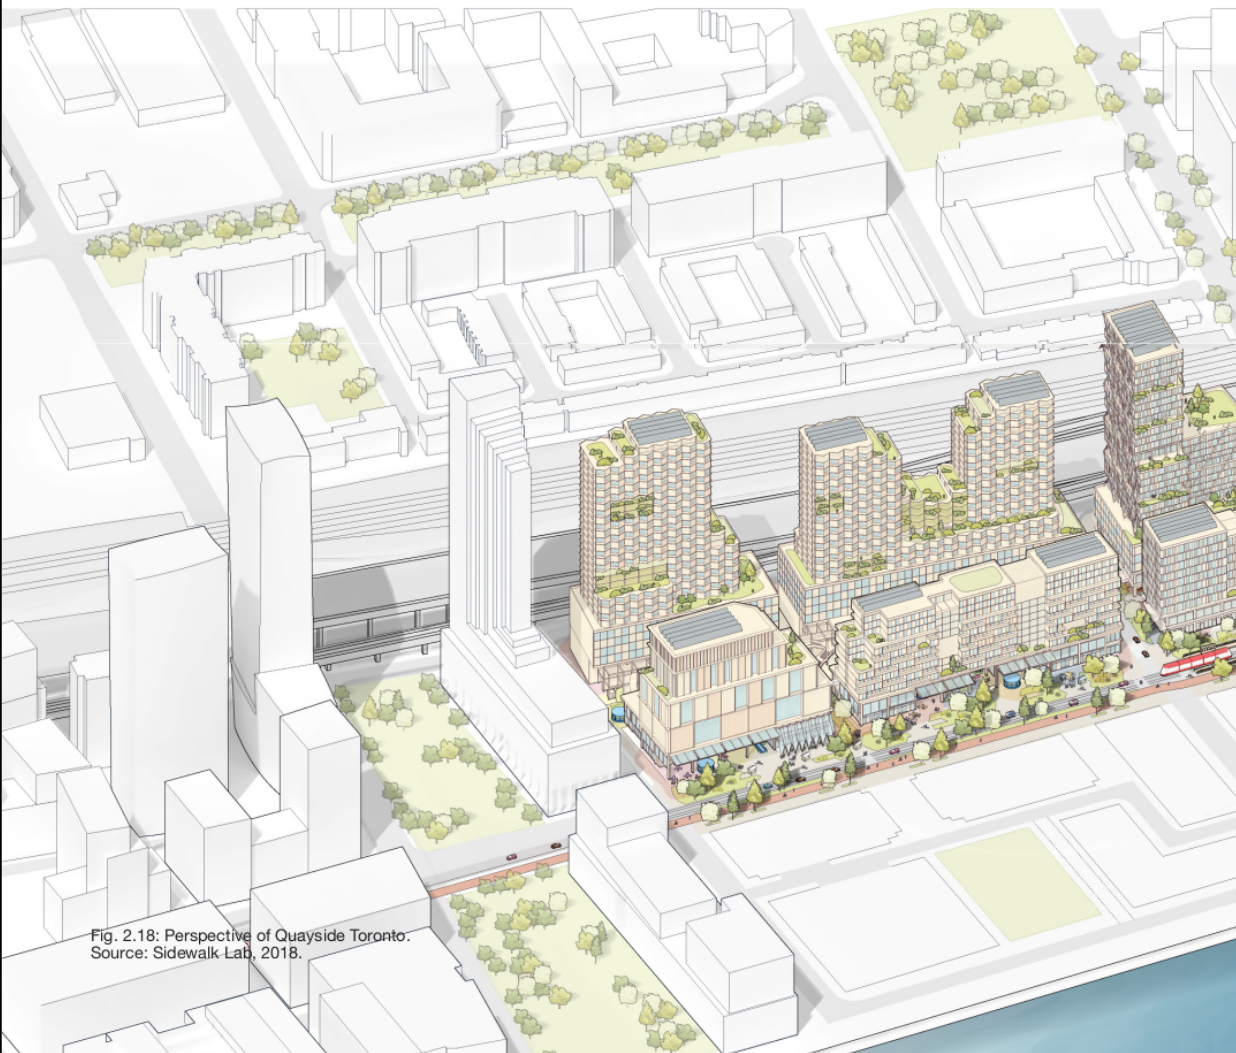 Fig. 2.18: Perspective of Quayside Toronto.
Source: Sidewalk Lab, 2018.